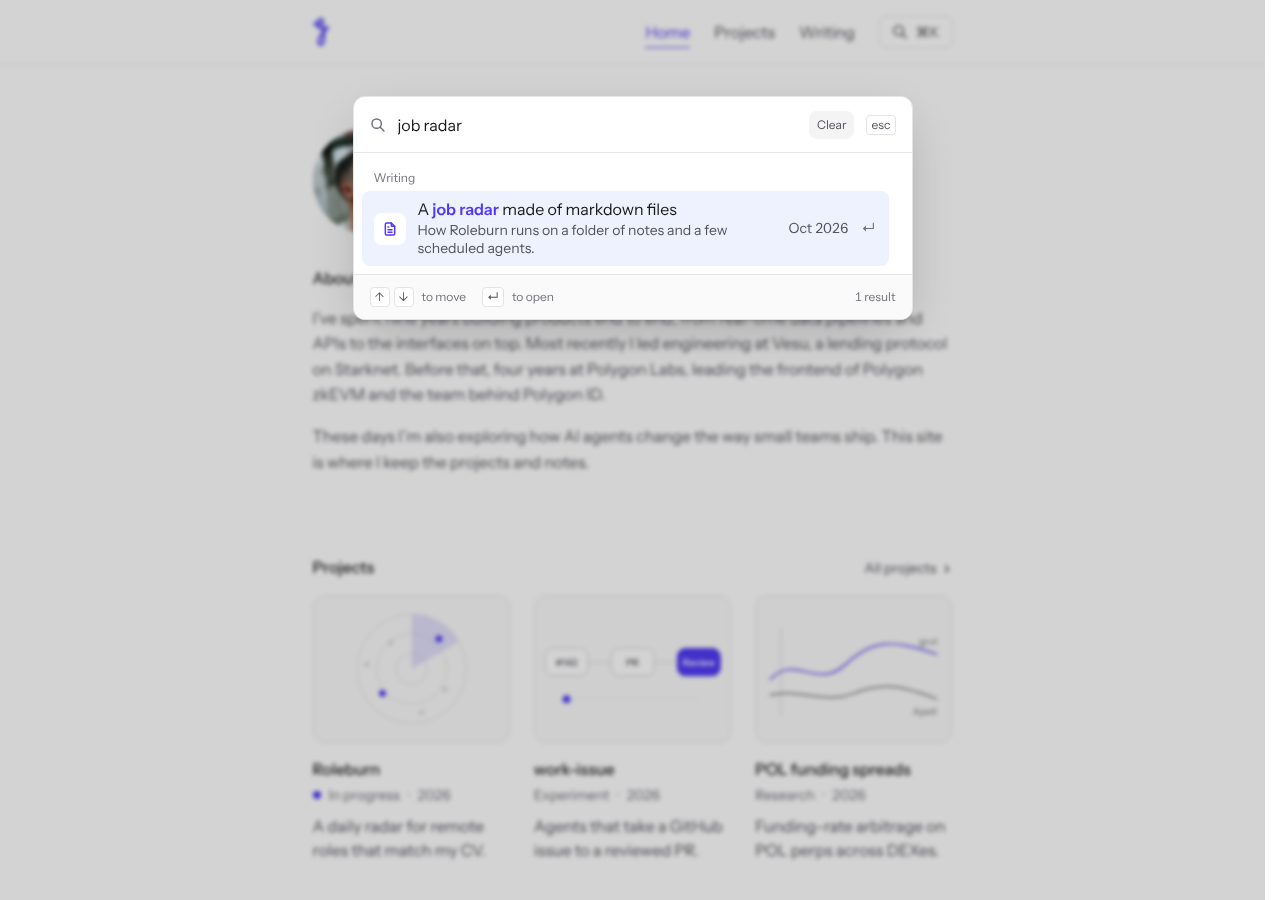 Home
Projects
Writing
⌘K
job radar
Clear
esc
Writing
A job radar made of markdown files
How Roleburn runs on a folder of notes and a few
scheduled agents.
Oct 2026
to move
to open
1 result
I've spent nine years building products end to end, from real-time data pipelines and
APIs to the interfaces on top. Most recently I led engineering at Vesu, a lending protocol
on Starknet. Before that, four years at Polygon Labs, leading the frontend of Polygon
zkEVM and the team behind Polygon ID.
These days I'm also exploring how AI agents change the way small teams ship. This site
is where I keep the projects and notes.
Projects
All projects
PR
Review
Roleburn
In progress · 2026
A daily radar for remote
roles that match my CV.
work-issue
Experiment · 2026
Agents that take a GitHub
issue to a reviewed PR.
POL funding spreads
Research · 2026
Funding-rate arbitrage on
POL perps across DEXes.